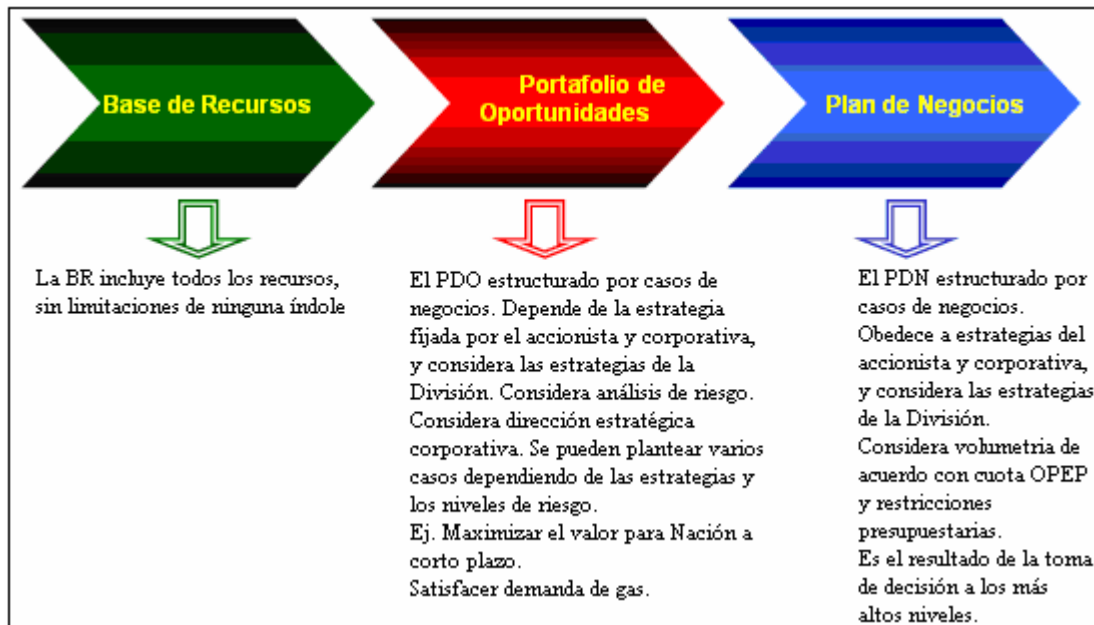 Base de Recursos
Portafolio de
Oportunidades
Plan de Negocios
La BR incluye todos los recursos,
sin limitaciones de ninguna índole
El PDO estructurado por casos de
negocios. Depende de la estrategia
fijada por el accionista y corporativa,
y considera las estrategias de la
División. Considera análisis de riesgo.
Considera dirección estratégica
corporativa. Se pueden plantear varios
casos dependiendo de las estrategias y
los niveles de riesgo.
Ej. Maximizar el valor para Nación a
corto plazo.
Satisfacer demanda de gas.
El PDN estructurado por
casos de negocios.
Obedece a estrategias del
accionista y corporativa,
y considera las estrategias
de la División.
Considera volumetria de
acuerdo con cuota OPEP
y restricciones
presupuestarias.
Es el resultado de la toma
de decisión a los más
altos niveles.